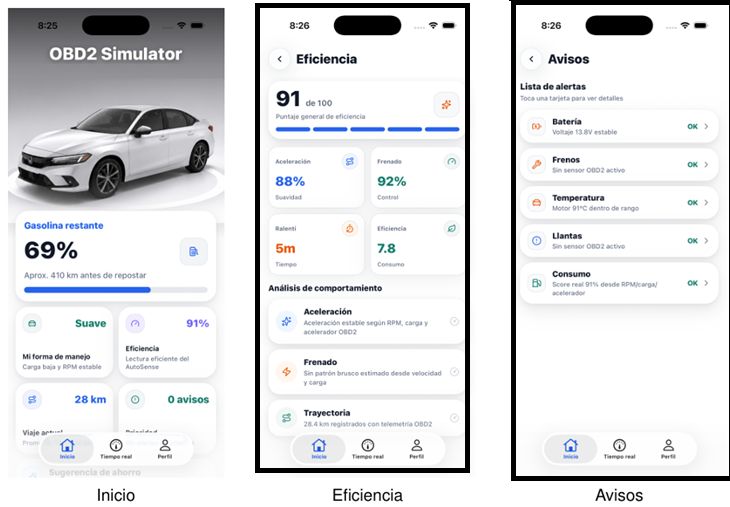 8:25
OBD2 Simulator
Gasolina restante
69%
Aprox. 410 km antes de repostar
Suave
Mi forma de manejo
Carga baja y RPM estable
91%
Eficiencia
Lectura eficiente del
AutoSense
28 km
Viaje actual
0 avisos
Prioridad
Sugerencia de ahorro
Inicio
Tiempo real
Perfil
Inicio
8:26
Eficiencia
91 de 100
Puntaje general de eficiencia
Aceleración
88%
Suavidad
Frenado
92%
Control
Ralentí
5m
Tiempo
Eficiencia
7.8
Consumo
Análisis de comportamiento
Aceleración
Aceleración estable según RPM, carga y
acelerador OBD2
Frenado
Sin patrón brusco estimado desde velocidad
y carga
Trayectoria
28.4 km registrados con telemetría OBD2
Inicio
Tiempo real
Perfil
Eficiencia
8:26
Avisos
Lista de alertas
Toca una tarjeta para ver detalles
Batería
Voltaje 13.8V estable
OK
Frenos
Sin sensor OBD2 activo
OK
Temperatura
Motor 91°C dentro de rango
OK
Llantas
Sin sensor OBD2 activo
OK
Consumo
Score real 91% desde RPM/carga/
acelerador
OK
Inicio
Tiempo real
Perfil
Avisos